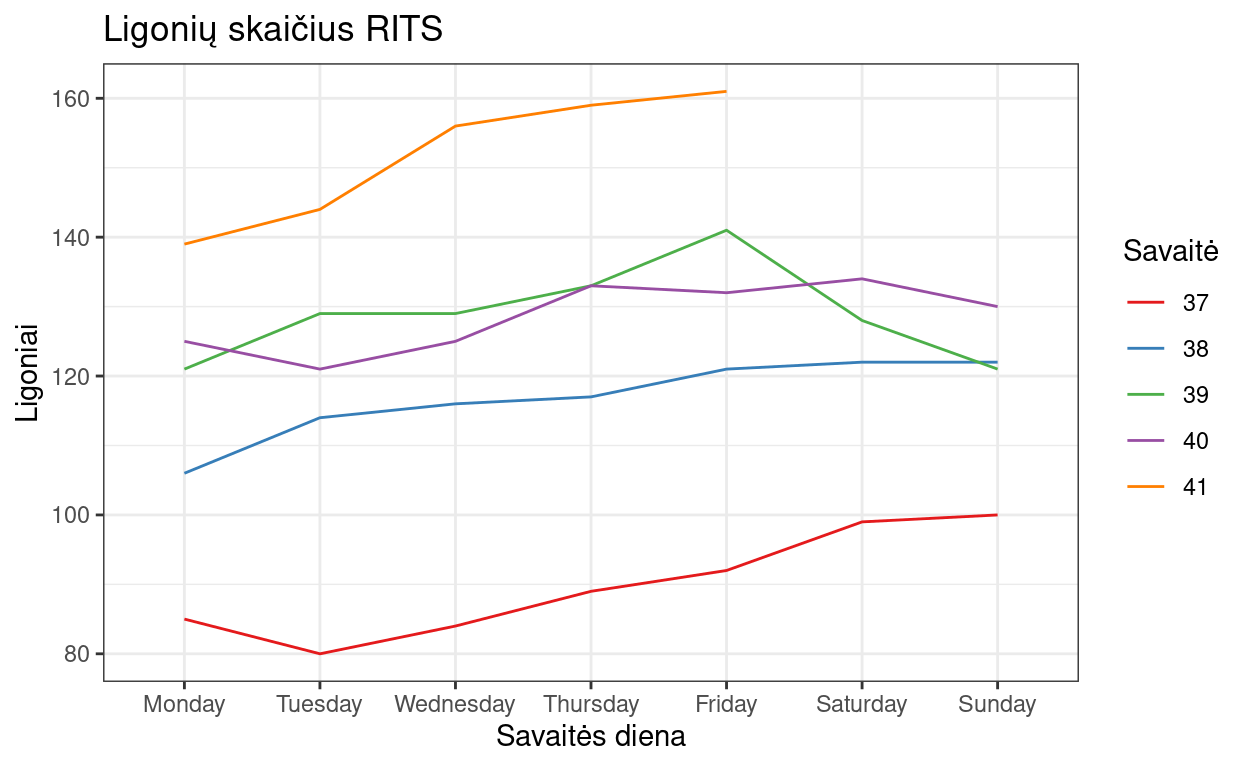 Ligonių skaičius RITS
160
140
120
100
80
Ligoniai
Monday Tuesday Wednesday Thursday Friday Saturday Sunday
Savaitės diena
Savaitė
37
38
39
40
41